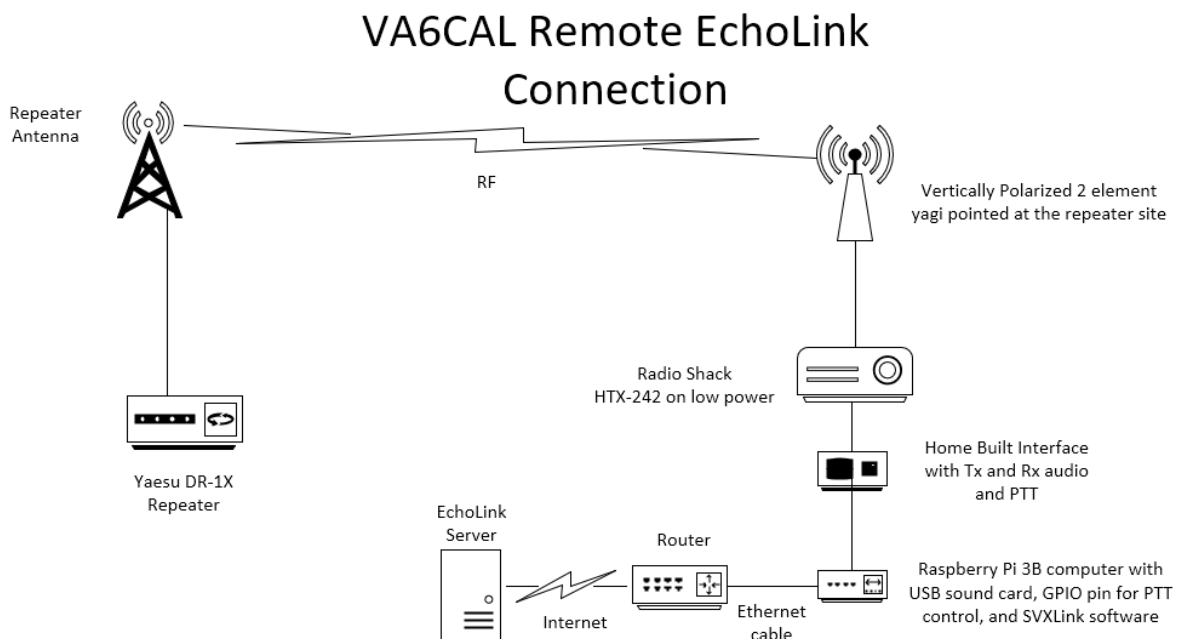 VA6CAL Remote EchoLink
Connection
Repeater
Antenna
RF
Vertically Polarized 2 element
yagi pointed at the repeater site
Radio Shack
HTX-242 on low power
Yaesu DR-1X
Repeater
Home Built Interface
with Tx and Rx audio
and PTT
EchoLink
Server
Router
Internet
Ethernet
cable
Raspberry Pi 3B computer with
USB sound card, GPIO pin for PTT
control, and SVXLink software